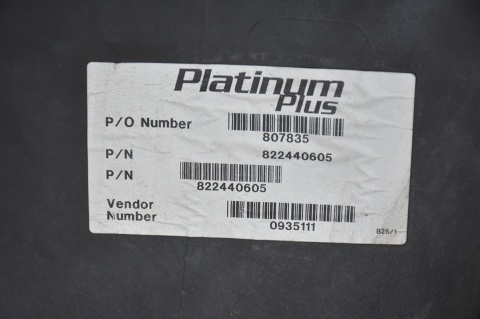 Platinum
Plus
P/O Number
807835
P/N 822440605
P/N
822440605
Vendor
Number
0935111
826/1